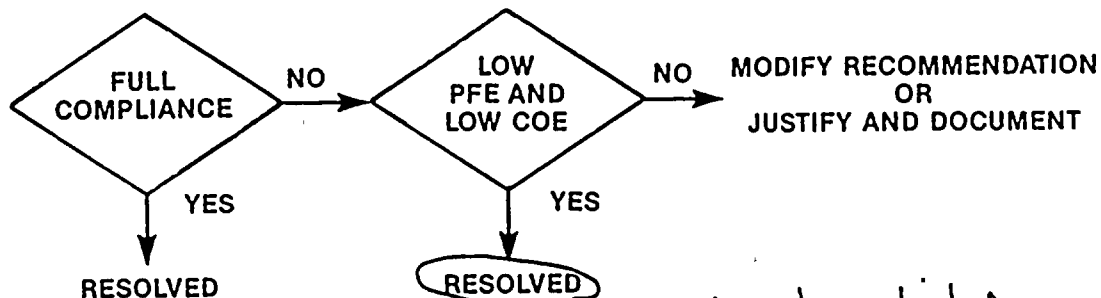 FULL
COMPLIANCE
NO
LOW
PFE AND
LOW COE
NO
MODIFY RECOMMENDATION
OR
JUSTIFY AND DOCUMENT
YES
YES
RESOLVED
RESOLVED